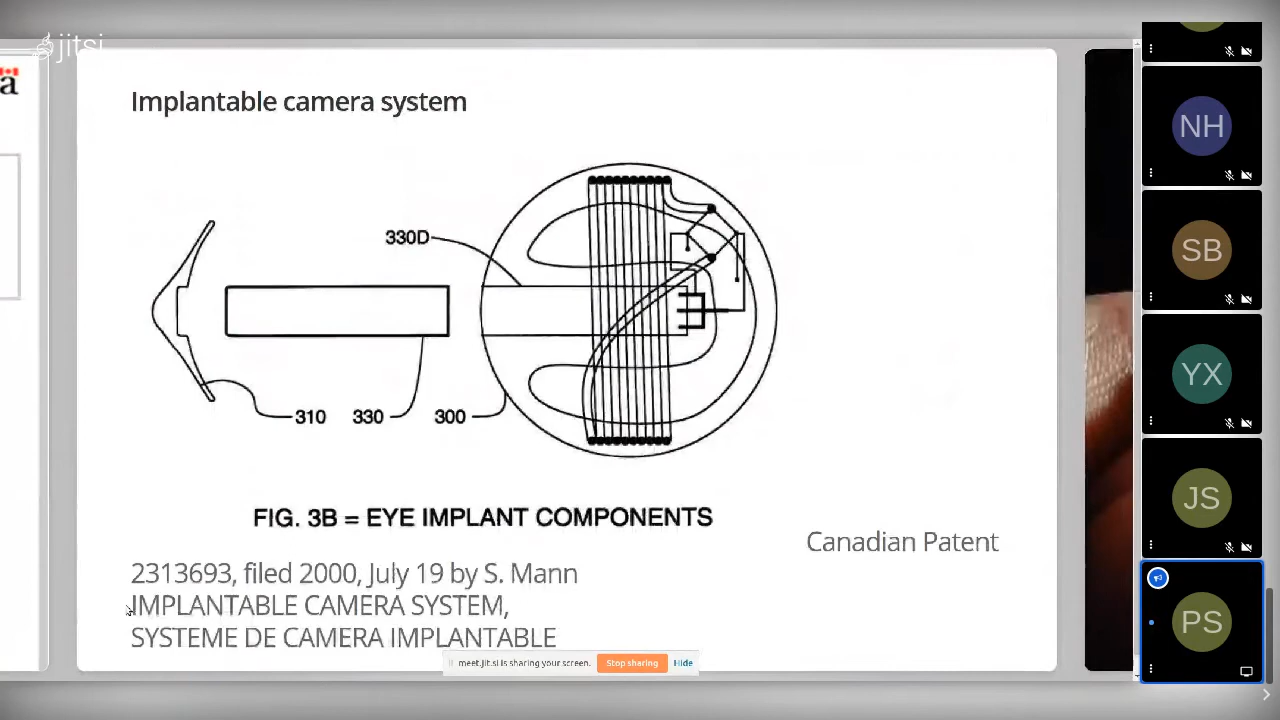 jitsi
a
Implantable camera system
330D
310
330
300
FIG. 3B = EYE IMPLANT COMPONENTS
Canadian Patent
2313693, filed 2000, July 19 by S. Mann
IMPLANTABLE CAMERA SYSTEM,
SYSTEME DE CAMERA IMPLANTABLE
meet.jit.si is sharing your screen.
Stop sharing
Hide
NH
SB
YX
JS
PS